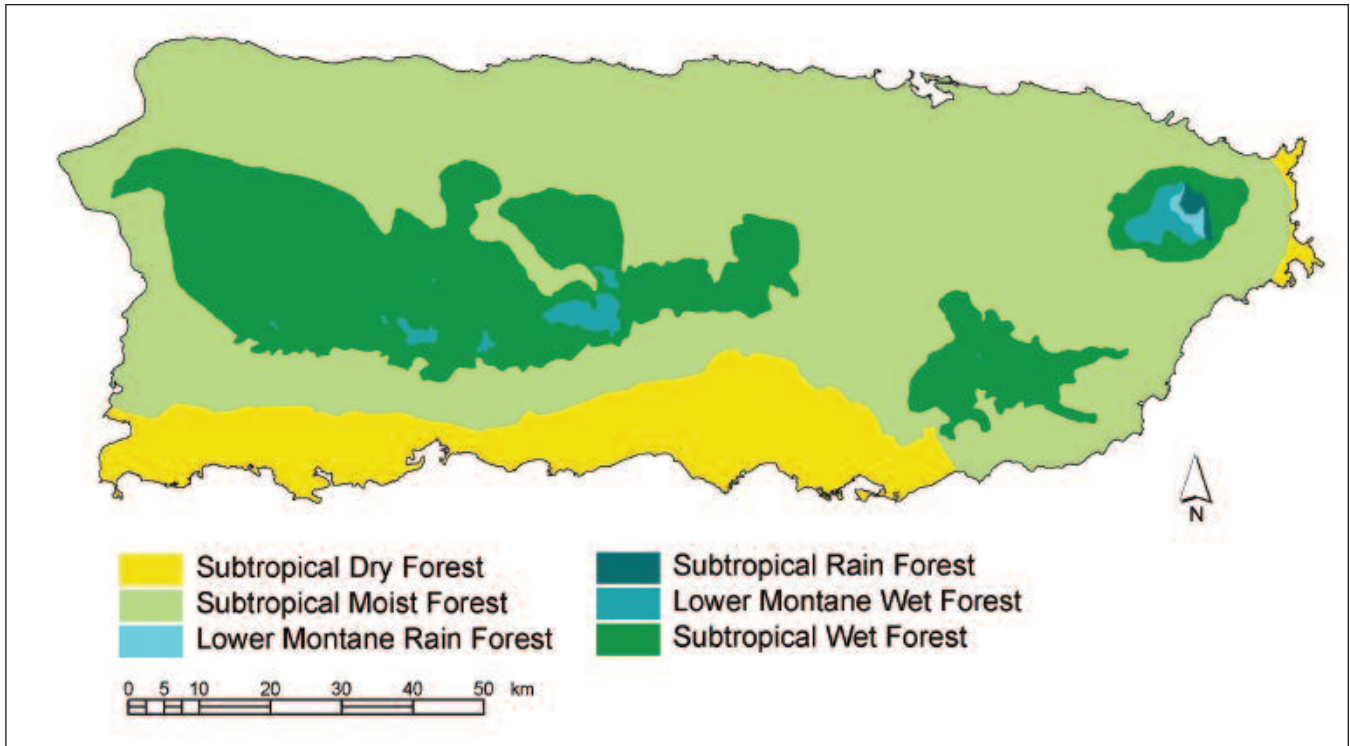 N
Subtropical Dry Forest
Subtropical Moist Forest
Lower Montane Rain Forest
Subtropical Rain Forest
Lower Montane Wet Forest
Subtropical Wet Forest
0 5 10 20 30 40 50 km